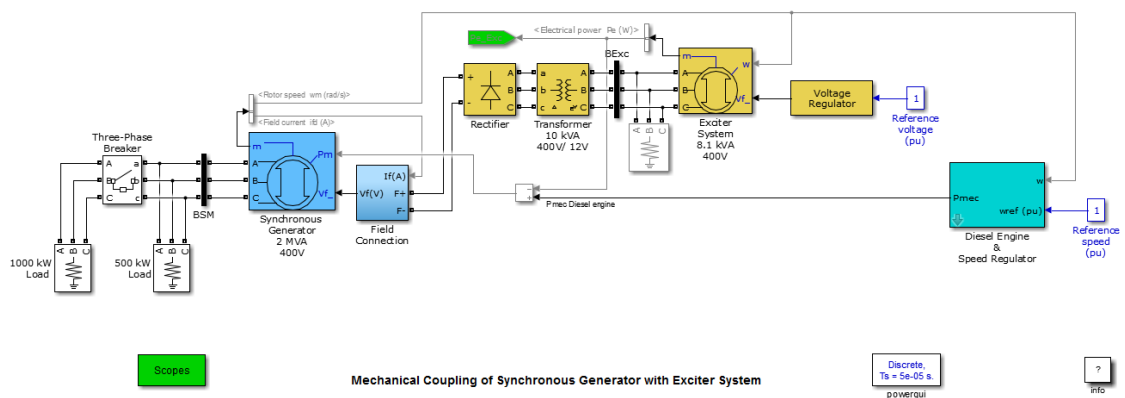 <Electrical power Pe (W)>
BExc
m
A
B
C
w
Vf_
Exciter
System
8.1 kVA
400V
Voltage
Regulator
1
Reference
voltage
(pu)
+
-
A
B
C
Rectifier
a
b
c
A
B
C
Transformer
10 kVA
400V/ 12V
A
B
C
<Rotor speed wm (rad/s)>
<Field current ifd (A)>
Three-Phase
Breaker
A
B
C
a
b
c
BSM
m
A
B
C
Pm
Vf_
Synchronous
Generator
2 MVA
400V
If(A)
Vf(V)
F+
F-
Field
Connection
Pmec Diesel engine
w
Pmec
wref (pu)
Diesel Engine
&
Speed Regulator
1
Reference
speed
(pu)
A
B
C
1000 kW
Load
A
B
C
500 kW
Load
Scopes
Mechanical Coupling of Synchronous Generator with Exciter System
Discrete,
Ts = 5e-05 s.
powergui
?
info